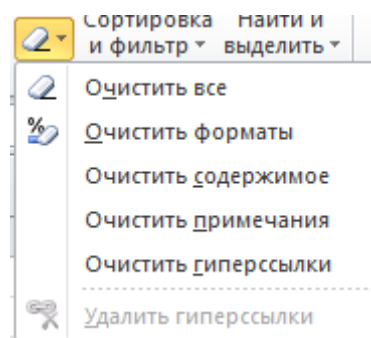 Сортировка Найти и
и фильтр выделить
Очистить все
Очистить форматы
Очистить содержимое
Очистить примечания
Очистить гиперссылки
Удалить гиперссылки